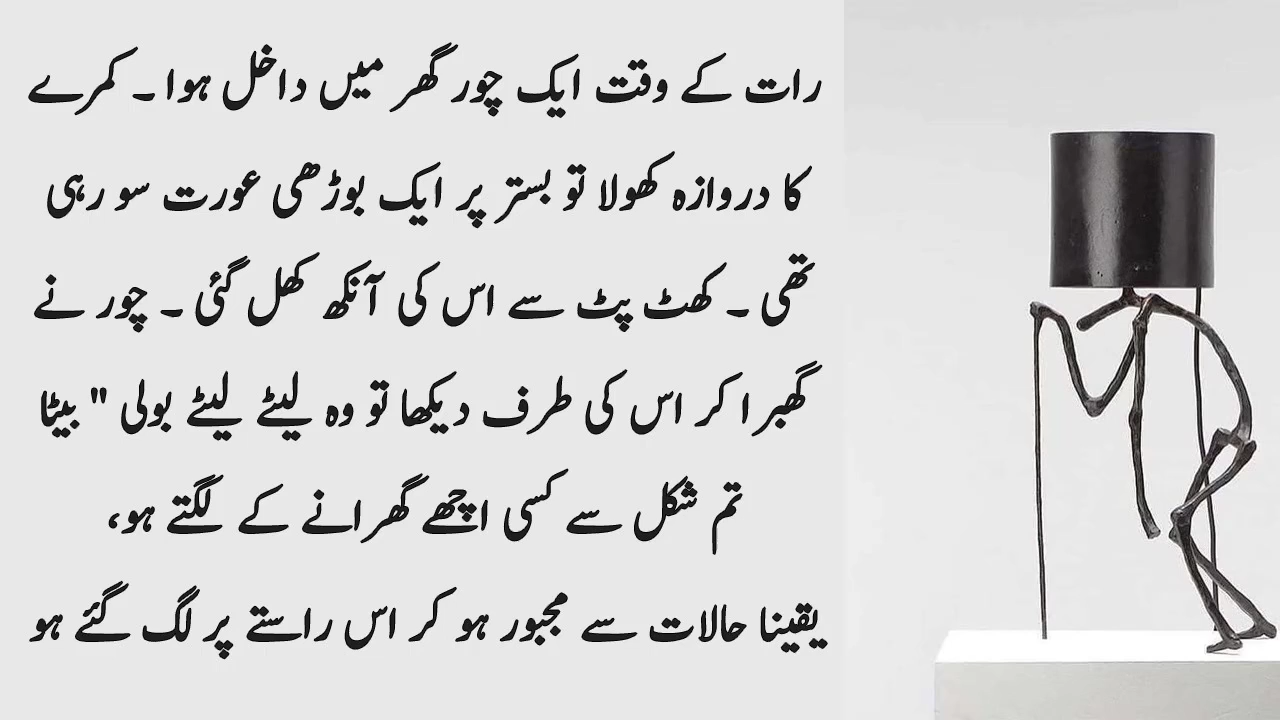 رات کے وقت ایک چور گھر میں داخل ہوا۔ کمرے
کا دروازہ کھولا تو بستر پر ایک بوڑھی عورت سو رہی
تھی۔ کھٹ پٹ سے اس کی آنکھ کھل گئی۔ چور نے
گھبرا کر اس کی طرف دیکھا تو وہ لیٹے لیٹے بولی " بیٹا
تم شکل سے کسی اچھے گھرانے کے لگتے ہو،
یقینا حالات سے مجبور ہو کر اس راستے پر لگ گئے ہو